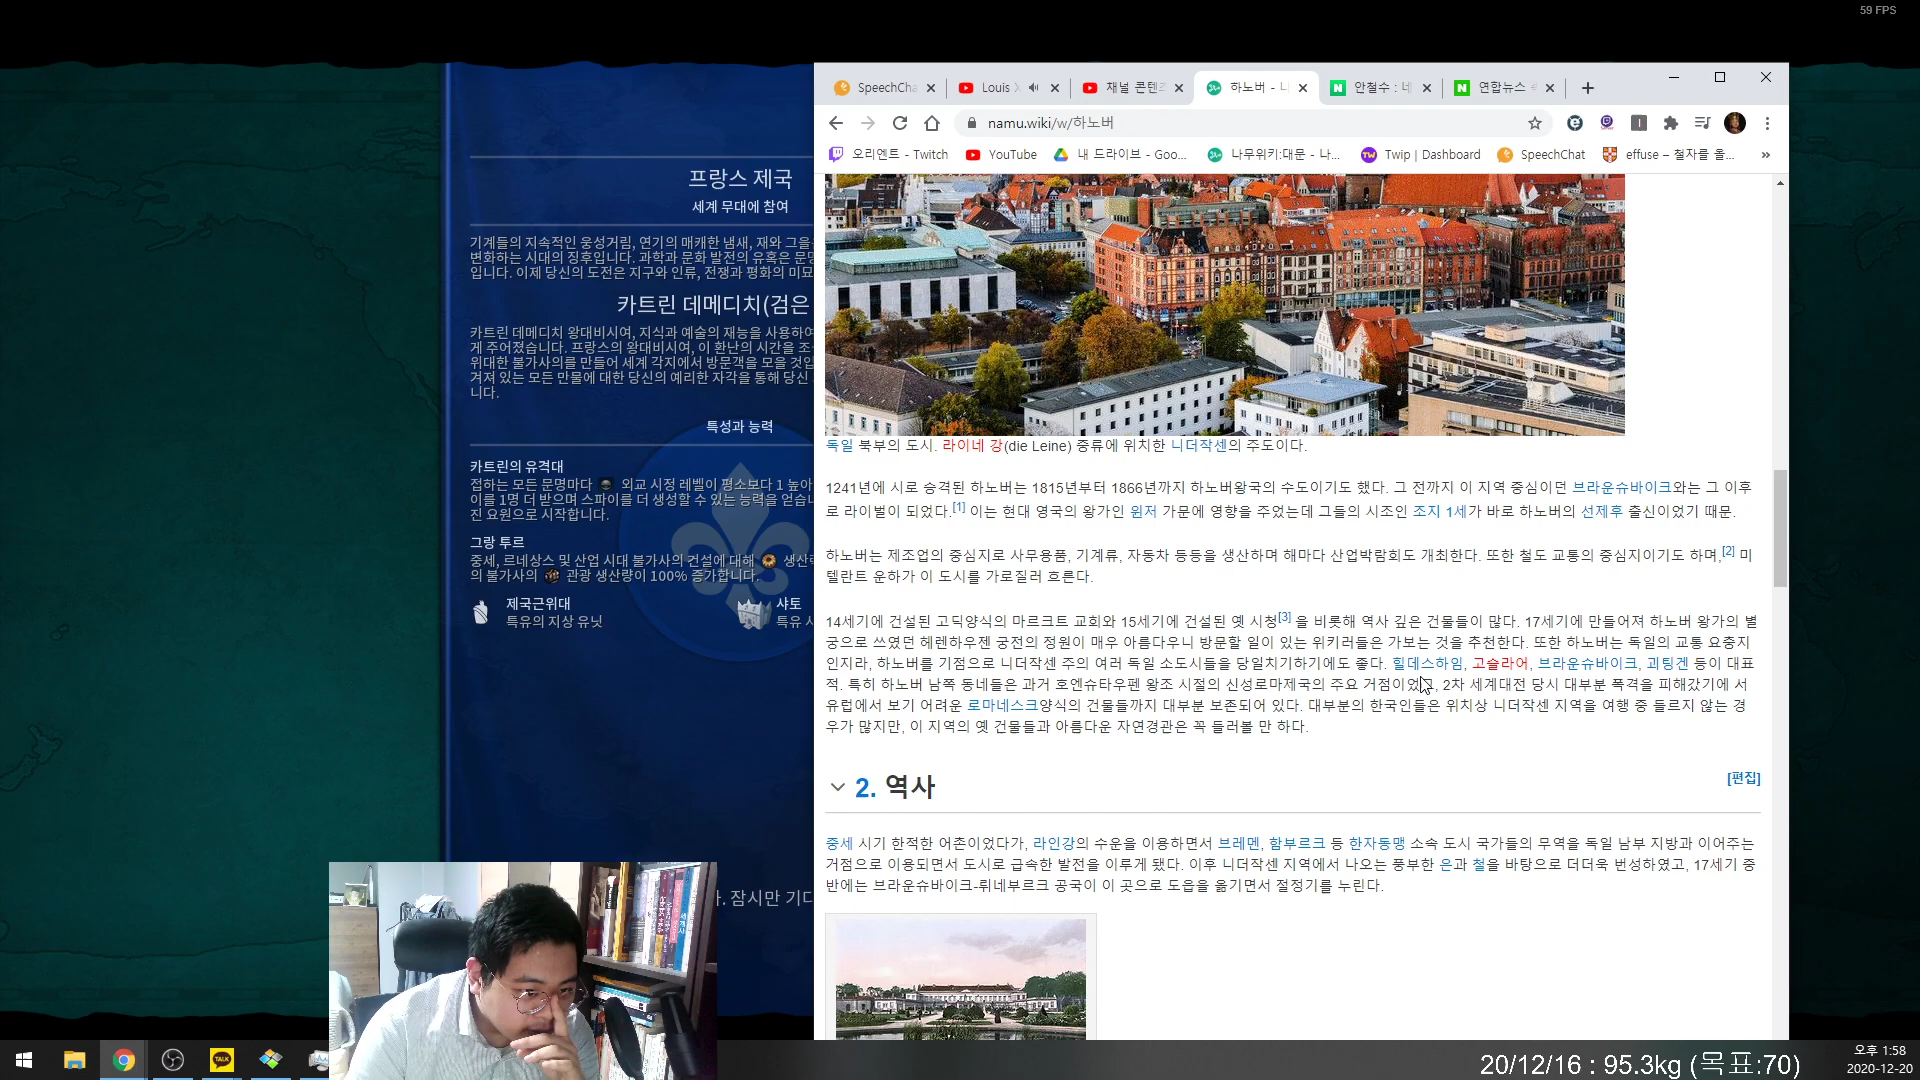 59 FPS
SpeechCha
Louis X
채널 콘텐츠
하노버 - 나
안철수 : 네
연합뉴스 속
namu.wiki/w/하노버
오리엔트 - Twitch
YouTube
내 드라이브 - Goo...
나무위키:대문 - 나...
Twip | Dashboard
SpeechChat
effuse – 철자를 올...
프랑스 제국
세계 무대에 참여
기계들의 지속적인 웅성거림, 연기의 매캐한 냄새, 재와 그을
변화하는 시대의 징후입니다. 과학과 문화 발전의 유혹은 문명
입니다. 이제 당신의 도전은 지구와 인류, 전쟁과 평화의 미묘
카트린 데메디치(검은
카트린 데메디치 왕대비시여, 지식과 예술의 재능을 사용하여
게 주어졌습니다. 프랑스의 왕대비시여, 이 환난의 시간을 조
위대한 불가사의를 만들어 세계 각지에서 방문객을 모을 것입
겨져 있는 모든 만물에 대한 당신의 예리한 자각을 통해 당신
니다.
특성과 능력
카트린의 유격대
접하는 모든 문명마다 외교 시정 레벨이 평소보다 1 높아
이를 1명 더 받으며 스파이를 더 생성할 수 있는 능력을 얻습니
진 요원으로 시작합니다.
그랑 투르
중세, 르네상스 및 산업 시대 불가사의 건설에 대해 생산력
의 불가사의 관광 생산량이 100% 증가합니다.
제국근위대
특유의 지상 유닛
샤토
특유 시
잠시만 기다
독일 북부의 도시. 라이네 강(die Leine) 중류에 위치한 니더작센의 주도이다.
1241년에 시로 승격된 하노버는 1815년부터 1866년까지 하노버왕국의 수도이기도 했다. 그 전까지 이 지역 중심이던 브라운슈바이크와는 그 이후
로 라이벌이 되었다.[1] 이는 현대 영국의 왕가인 윈저 가문에 영향을 주었는데 그들의 시조인 조지 1세가 바로 하노버의 선제후 출신이었기 때문.
하노버는 제조업의 중심지로 사무용품, 기계류, 자동차 등등을 생산하며 해마다 산업박람회도 개최한다. 또한 철도 교통의 중심지이기도 하며,[2] 미
텔란트 운하가 이 도시를 가로질러 흐른다.
14세기에 건설된 고딕양식의 마르크트 교회와 15세기에 건설된 옛 시청[3] 을 비롯해 역사 깊은 건물들이 많다. 17세기에 만들어져 하노버 왕가의 별
궁으로 쓰였던 헤렌하우젠 궁전의 정원이 매우 아름다우니 방문할 일이 있는 위키러들은 가보는 것을 추천한다. 또한 하노버는 독일의 교통 요충지
인지라, 하노버를 기점으로 니더작센 주의 여러 독일 소도시들을 당일치기하기에도 좋다. 힐데스하임, 고슬라어, 브라운슈바이크, 괴팅겐 등이 대표
적. 특히 하노버 남쪽 동네들은 과거 호엔슈타우펜 왕조 시절의 신성로마제국의 주요 거점이었고, 2차 세계대전 당시 대부분 폭격을 피해갔기에 서
유럽에서 보기 어려운 로마네스크양식의 건물들까지 대부분 보존되어 있다. 대부분의 한국인들은 위치상 니더작센 지역을 여행 중 들르지 않는 경
우가 많지만, 이 지역의 옛 건물들과 아름다운 자연경관은 꼭 들러볼 만 하다.
2. 역사
[편집]
중세 시기 한적한 어촌이었다가, 라인강의 수운을 이용하면서 브레멘, 함부르크 등 한자동맹 소속 도시 국가들의 무역을 독일 남부 지방과 이어주는
거점으로 이용되면서 도시로 급속한 발전을 이루게 됐다. 이후 니더작센 지역에서 나오는 풍부한 은과 철을 바탕으로 더더욱 번성하였고, 17세기 중
반에는 브라운슈바이크-뤼네부르크 공국이 이 곳으로 도읍을 옮기면서 절정기를 누린다.
TALK
20/12/16 : 95.3kg (목표:70)
오후 1:58
2020-12-20